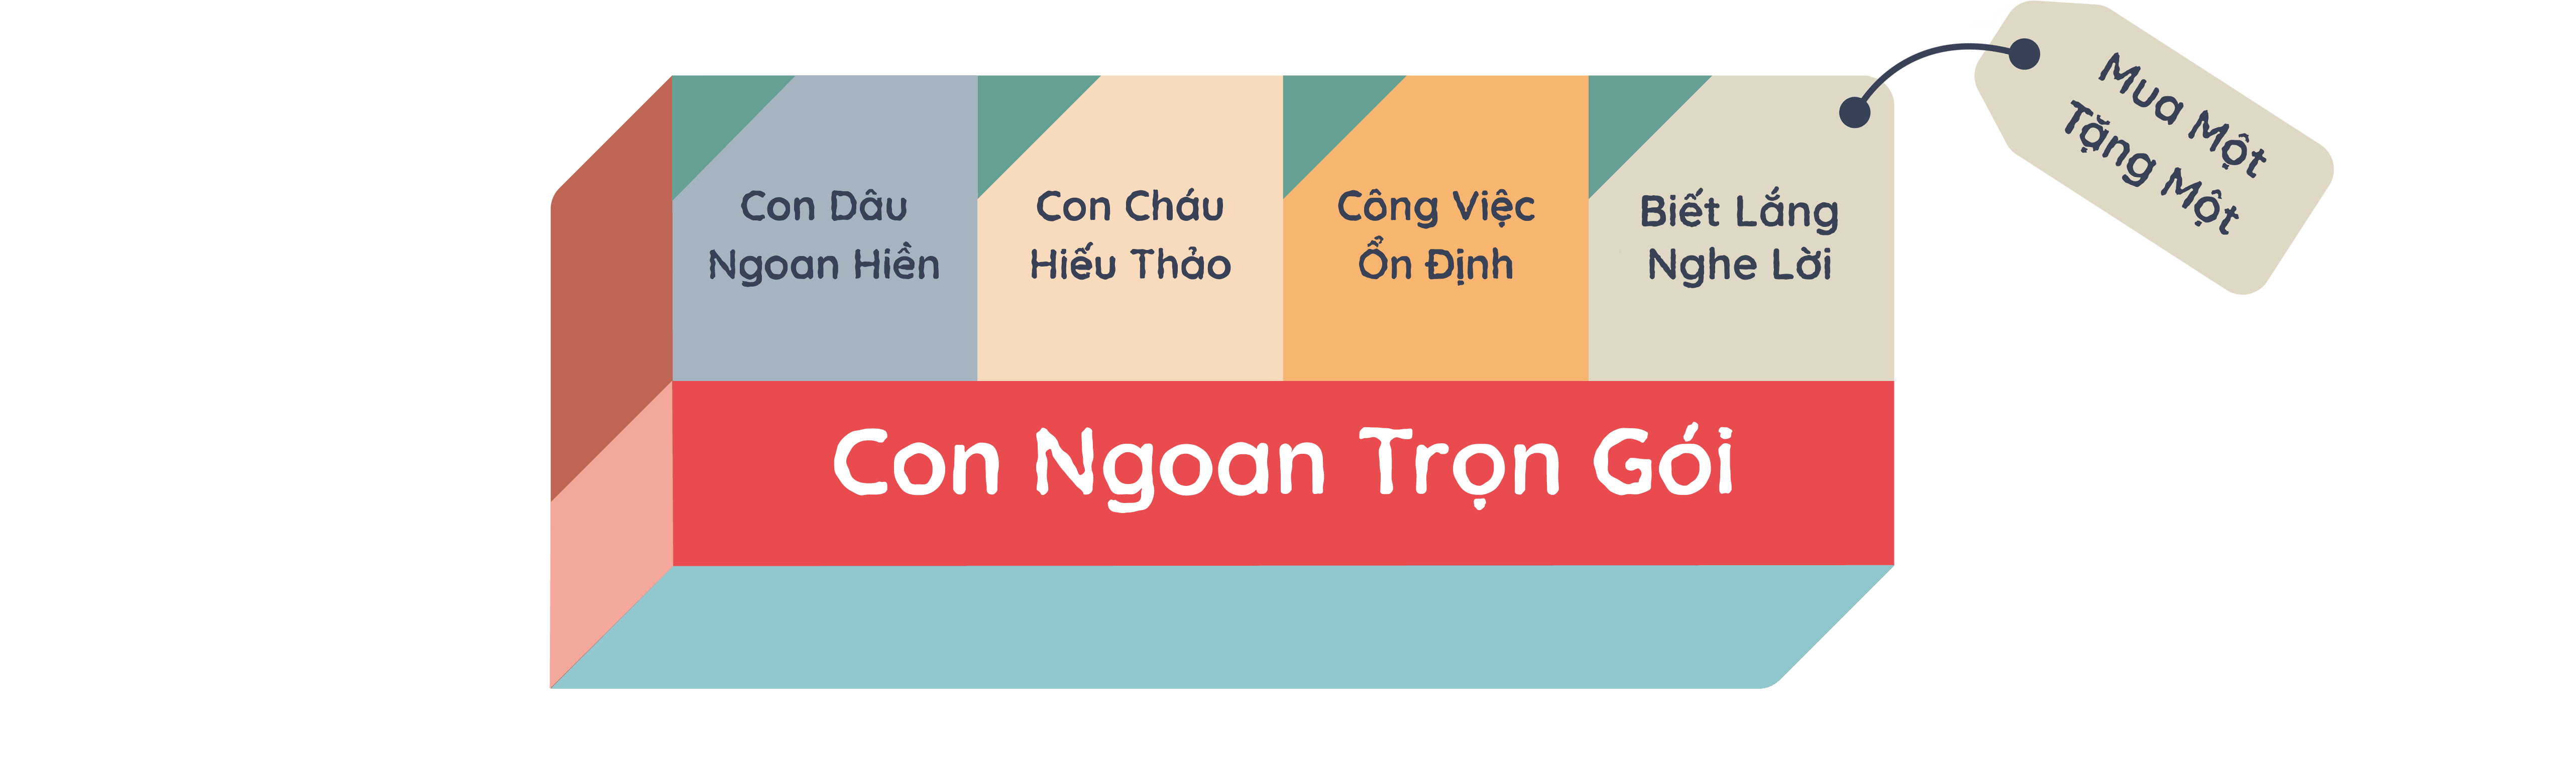 Mua Một
Tặng Một
Con Dâu
Ngoan Hiền
Con Cháu
Hiếu Thảo
Công Việc
Ổn Định
Biết Lắng
Nghe Lời
Con Ngoan Trọn Gói